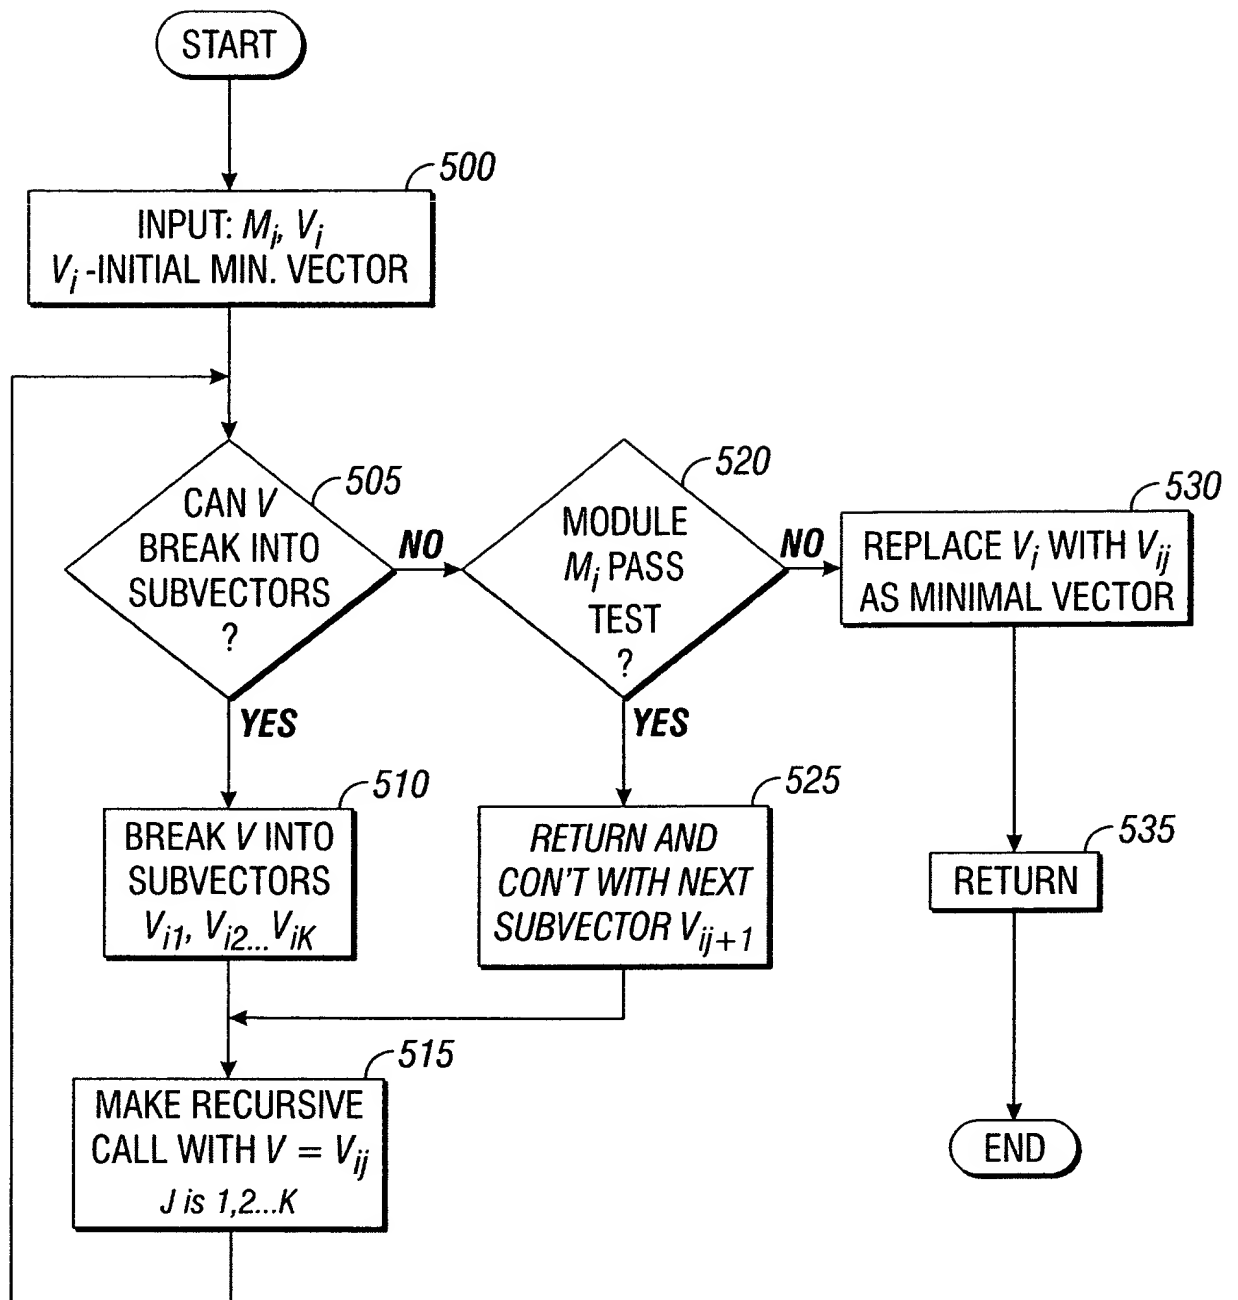 START
500
INPUT: Mi, Vi
Vi -INITIAL MIN. VECTOR
505
CAN V
BREAK INTO
SUBVECTORS
?
NO
YES
520
MODULE
Mi PASS
TEST
?
NO
YES
530
REPLACE Vi WITH Vij
AS MINIMAL VECTOR
510
BREAK V INTO
SUBVECTORS
Vi1, Vi2... ViK
525
RETURN AND
CON'T WITH NEXT
SUBVECTOR Vij+1
535
RETURN
515
MAKE RECURSIVE
CALL WITH V = Vij
J is 1,2...K
END